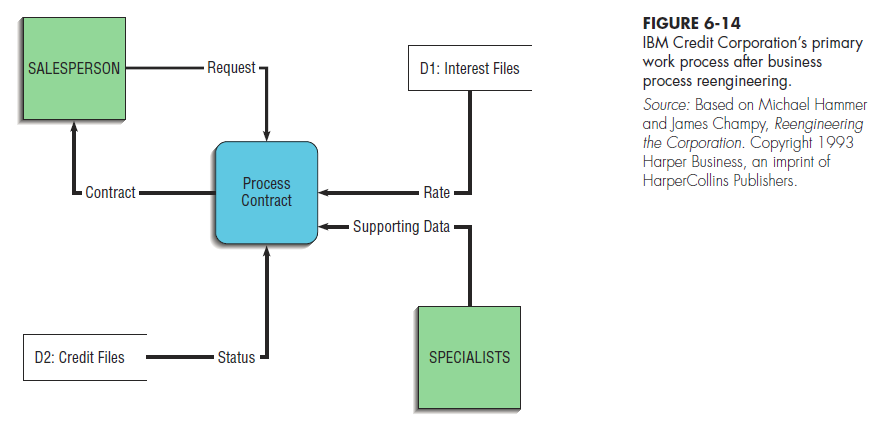 SALESPERSON
Request
D1: Interest Files
Process
Contract
Contract
Rate
Supporting Data
D2: Credit Files
Status
SPECIALISTS
FIGURE 6-14
IBM Credit Corporation's primary
work process after business
process reengineering.
Source: Based on Michael Hammer
and James Champy, Reengineering
the Corporation. Copyright 1993
Harper Business, an imprint of
HarperCollins Publishers.